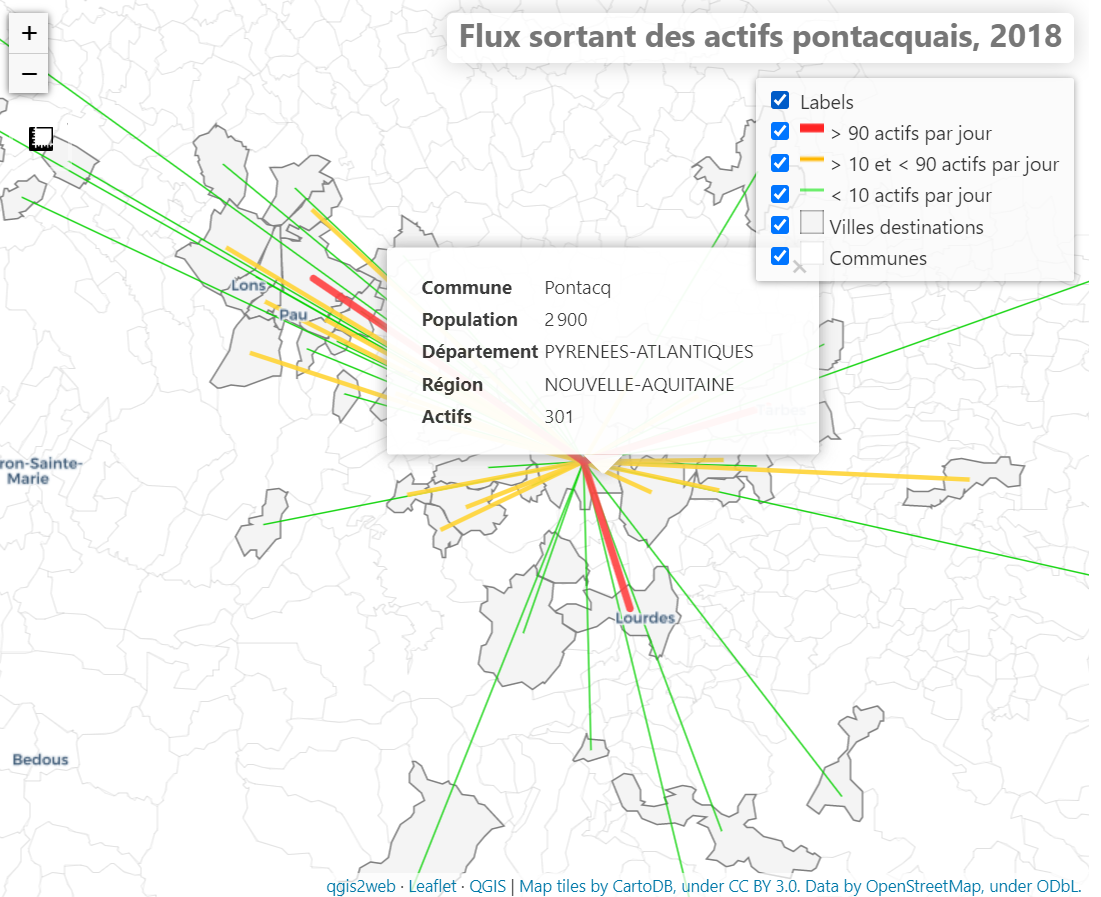 +
−
Flux sortant des actifs pontacquais, 2018
Labels
> 90 actifs par jour
> 10 et < 90 actifs par jour
< 10 actifs par jour
Villes destinations
Communes
Commune Pontacq
Population 2 900
Département PYRENEES-ATLANTIQUES
Région NOUVELLE-AQUITAINE
Actifs 301
Lons
Pau
ron-Sainte-
Marie
Lourdes
Bedous
qgis2web · Leaflet · QGIS | Map tiles by CartoDB, under CC BY 3.0. Data by OpenStreetMap, under ODbL.